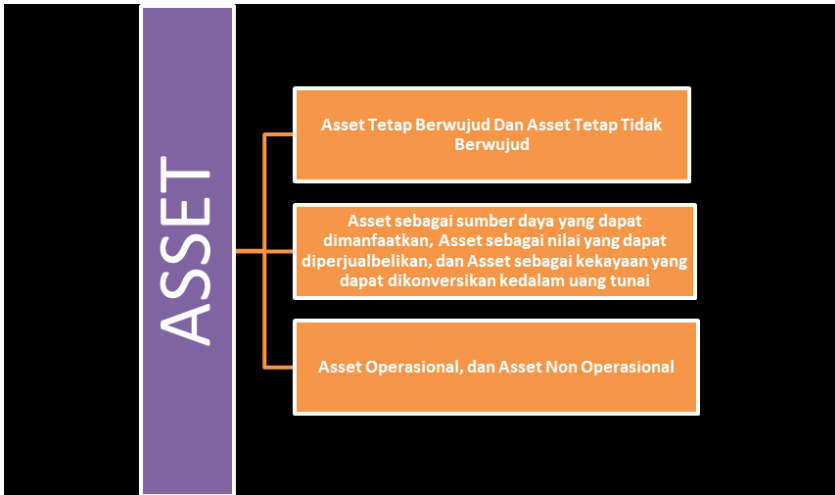 ASSET
Asset Tetap Berwujud Dan Asset Tetap Tidak
Berwujud
Asset sebagai sumber daya yang dapat
dimanfaatkan, Asset sebagai nilai yang dapat
diperjualbelikan, dan Asset sebagai kekayaan yang
dapat dikonversikan kedalam uang tunai
Asset Operasional, dan Asset Non Operasional